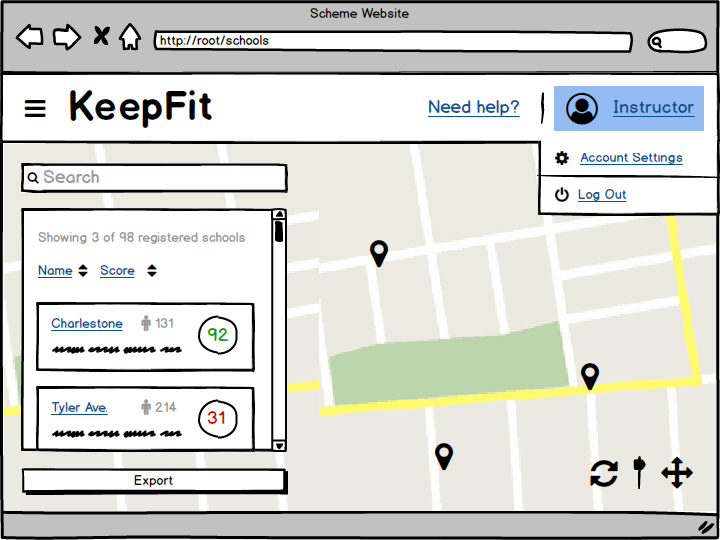 Scheme Website
http://root/schools
KeepFit
Need help?
Instructor
Account Settings
Log Out
Search
Showing 3 of 98 registered schools
Name
Score
Charlestone
131
92
Tyler Ave.
214
31
Export